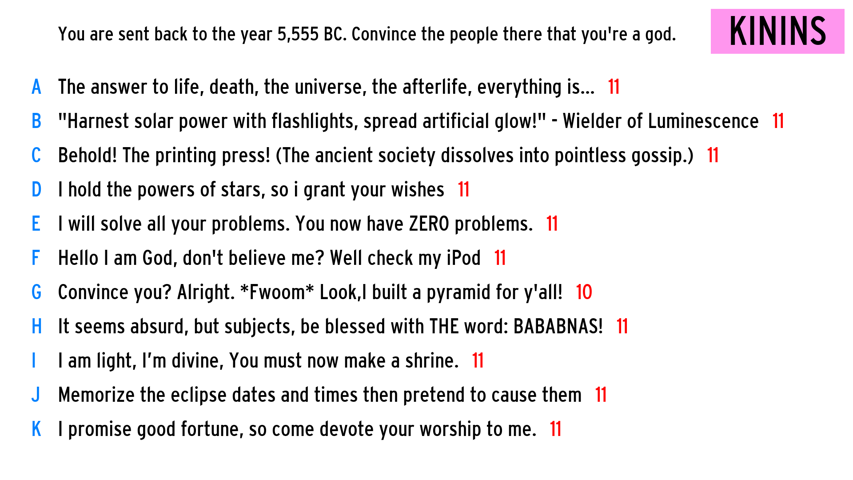 You are sent back to the year 5,555 BC. Convince the people there that you're a god.
KININS
A The answer to life, death, the universe, the afterlife, everything is... 11
B "Harnest solar power with flashlights, spread artificial glow!" - Wielder of Luminescence 11
C Behold! The printing press! (The ancient society dissolves into pointless gossip.) 11
D I hold the powers of stars, so i grant your wishes 11
E I will solve all your problems. You now have ZERO problems. 11
F Hello I am God, don't believe me? Well check my iPod 11
G Convince you? Alright. *Fwoom* Look,I built a pyramid for y'all! 10
H It seems absurd, but subjects, be blessed with THE word: BABABNAS! 11
I I am light, I’m divine, You must now make a shrine. 11
J Memorize the eclipse dates and times then pretend to cause them 11
K I promise good fortune, so come devote your worship to me. 11